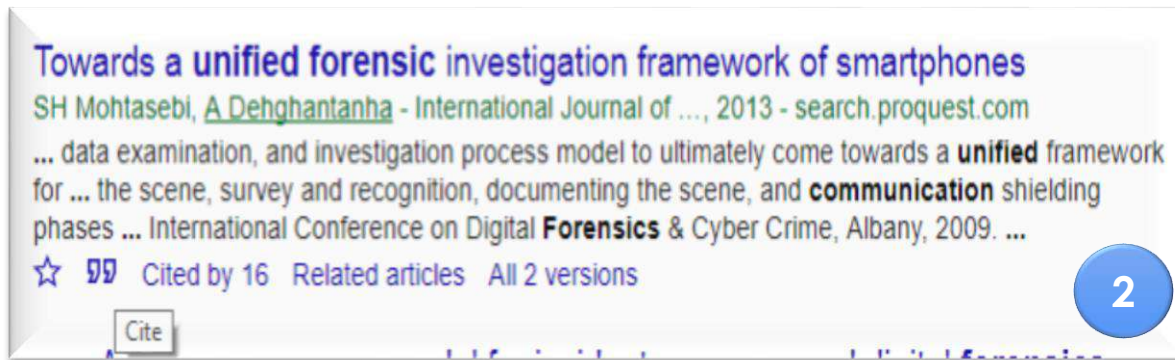 Towards a unified forensic investigation framework of smartphones
SH Mohtasebi, A Dehghantanha - International Journal of ..., 2013 - search.proquest.com
... data examination, and investigation process model to ultimately come towards a unified framework
for ... the scene, survey and recognition, documenting the scene, and communication shielding
phases ... International Conference on Digital Forensics & Cyber Crime, Albany, 2009. ...
Cited by 16 Related articles All 2 versions
2
Cite